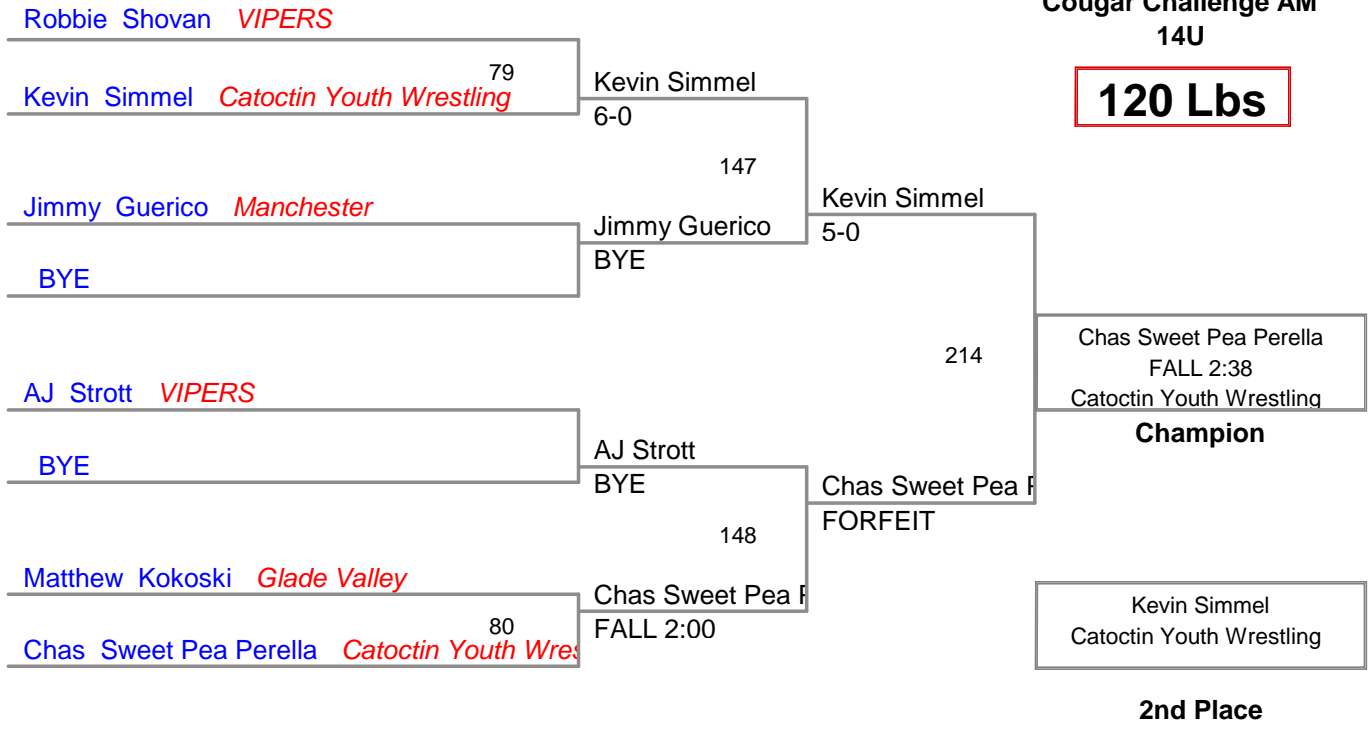 Cougar Challenge AM
14U
120 Lbs
Robbie Shovan VIPERS
79
Kevin Simmel Catoctin Youth Wrestling
Kevin Simmel
6-0
147
Jimmy Guerico Manchester
BYE
Jimmy Guerico
BYE
Kevin Simmel
5-0
214
AJ Strott VIPERS
BYE
AJ Strott
BYE
148
Chas Sweet Pea
FORFEIT
Matthew Kokoski Glade Valley
80
Chas Sweet Pea Perella Catoctin Youth Wres
Chas Sweet Pea
FALL 2:00
Chas Sweet Pea Perella
FALL 2:38
Catoctin Youth Wrestling
Champion
Kevin Simmel
Catoctin Youth Wrestling
2nd Place